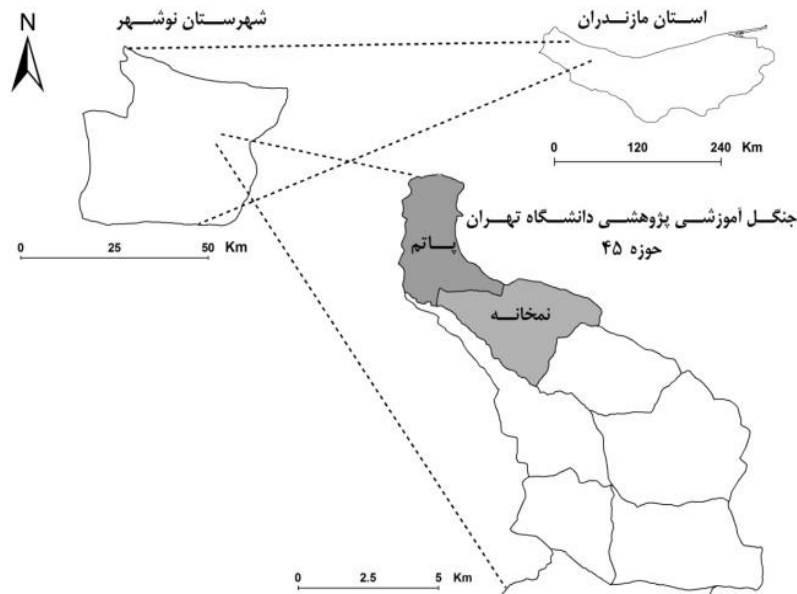 شهرستان نوشهر
استان مازندران
N
0 120 240 Km
0 25 50 Km
جنگل آموزشی پژوهشی دانشگاه تهران
حوزه ۴۵
پاتم
نمخانه
0 2.5 5 Km